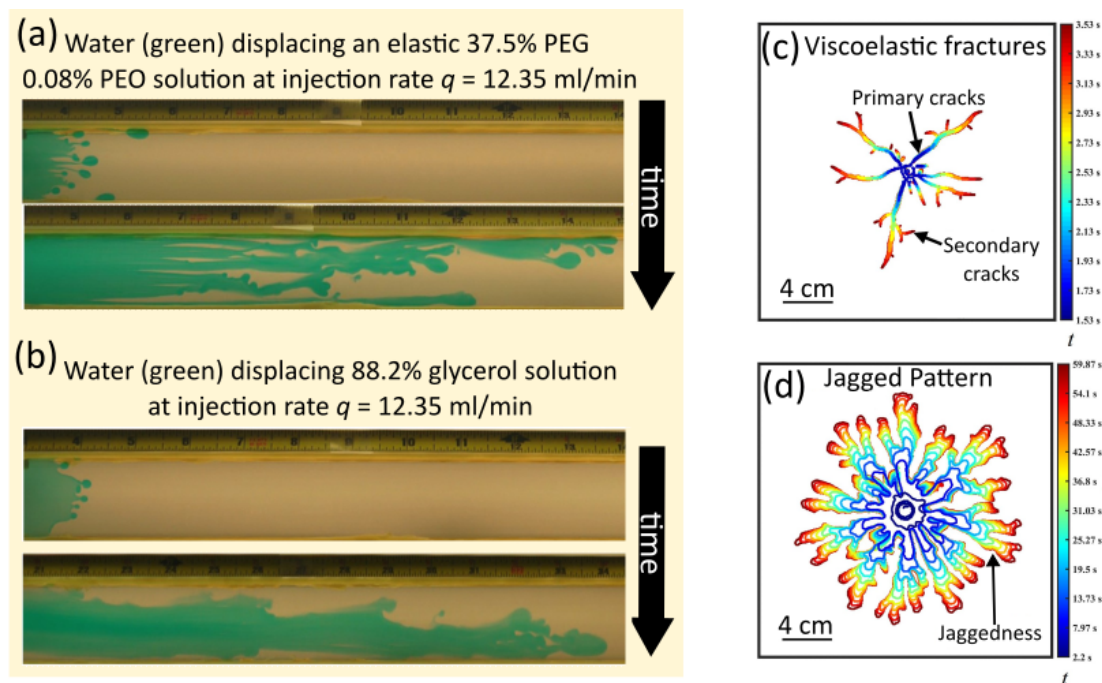 (a) Water (green) displacing an elastic 37.5% PEG
0.08% PEO solution at injection rate q = 12.35 ml/min
time
(b) Water (green) displacing 88.2% glycerol solution
at injection rate q = 12.35 ml/min
time
(c) Viscoelastic fractures
Primary cracks
Secondary
cracks
4 cm
3.53 s
3.33 s
3.13 s
2.93 s
2.73 s
2.53 s
2.33 s
2.13 s
1.93 s
1.73 s
1.53 s
t
(d) Jagged Pattern
Jaggedness
4 cm
59.87 s
54.1 s
48.33 s
42.57 s
36.8 s
31.03 s
25.27 s
19.5 s
13.73 s
7.97 s
2.2 s
t